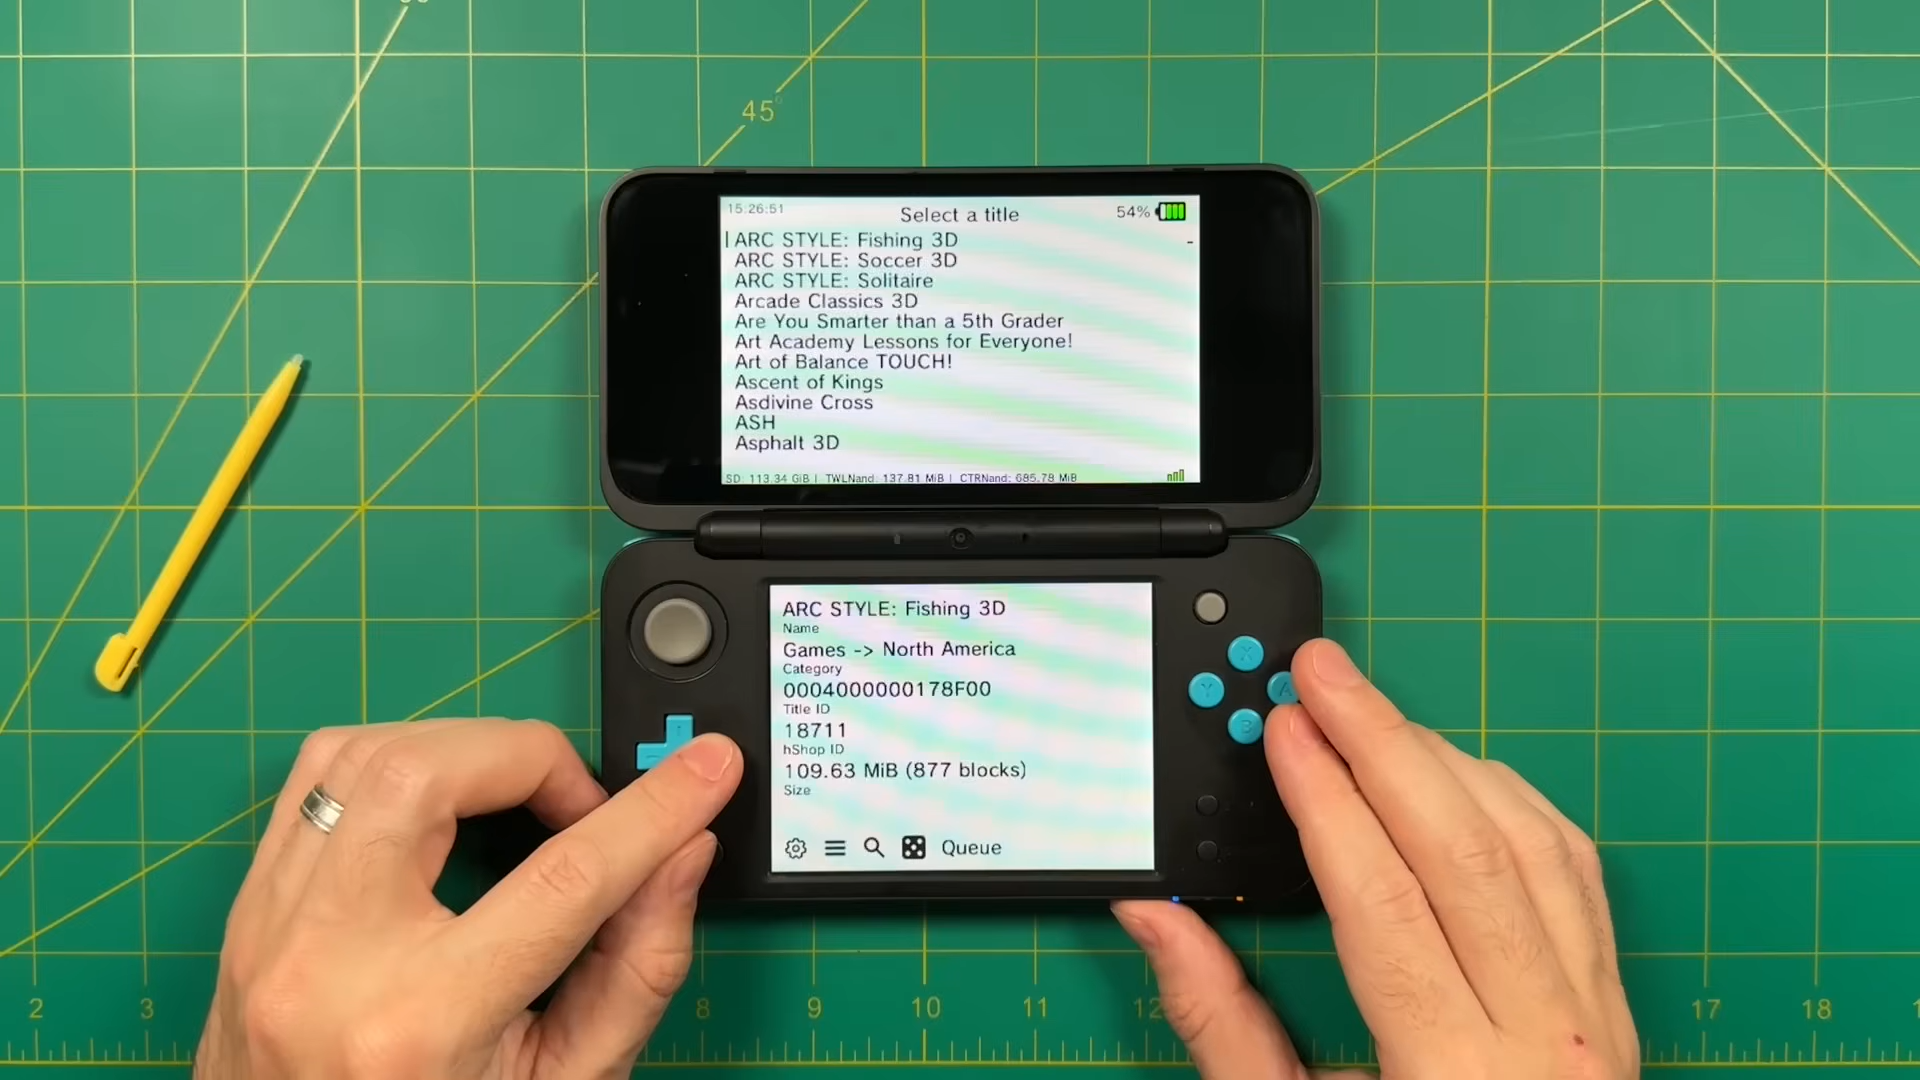 45°
15:26:51
Select a title
54%
ARC STYLE: Fishing 3D
ARC STYLE: Soccer 3D
ARC STYLE: Solitaire
Arcade Classics 3D
Are You Smarter than a 5th Grader
Art Academy Lessons for Everyone!
Art of Balance TOUCH!
Ascent of Kings
Asdivine Cross
ASH
Asphalt 3D
SD: 113.34 GiB | TWLNand: 137.81 MiB | CTRNand: 685.78 MiB
ARC STYLE: Fishing 3D
Name
Games -> North America
Category
0004000000178F00
Title ID
18711
hShop ID
109.63 MiB (877 blocks)
Size
Queue
X
Y
A
B
2 3 8 9 10 11 12 17 18